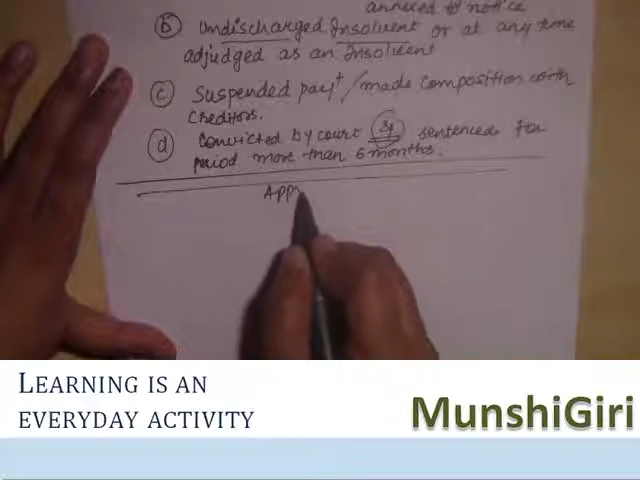 annexed to notice
(b) Undischarged Insolvent or at any time
adjudged as an Insolvent
(c) Suspended payt/made composition with
creditors.
(d) Convicted by court & sentenced for
period more than 6 months.
App
LEARNING IS AN
EVERYDAY ACTIVITY
MunshiGiri